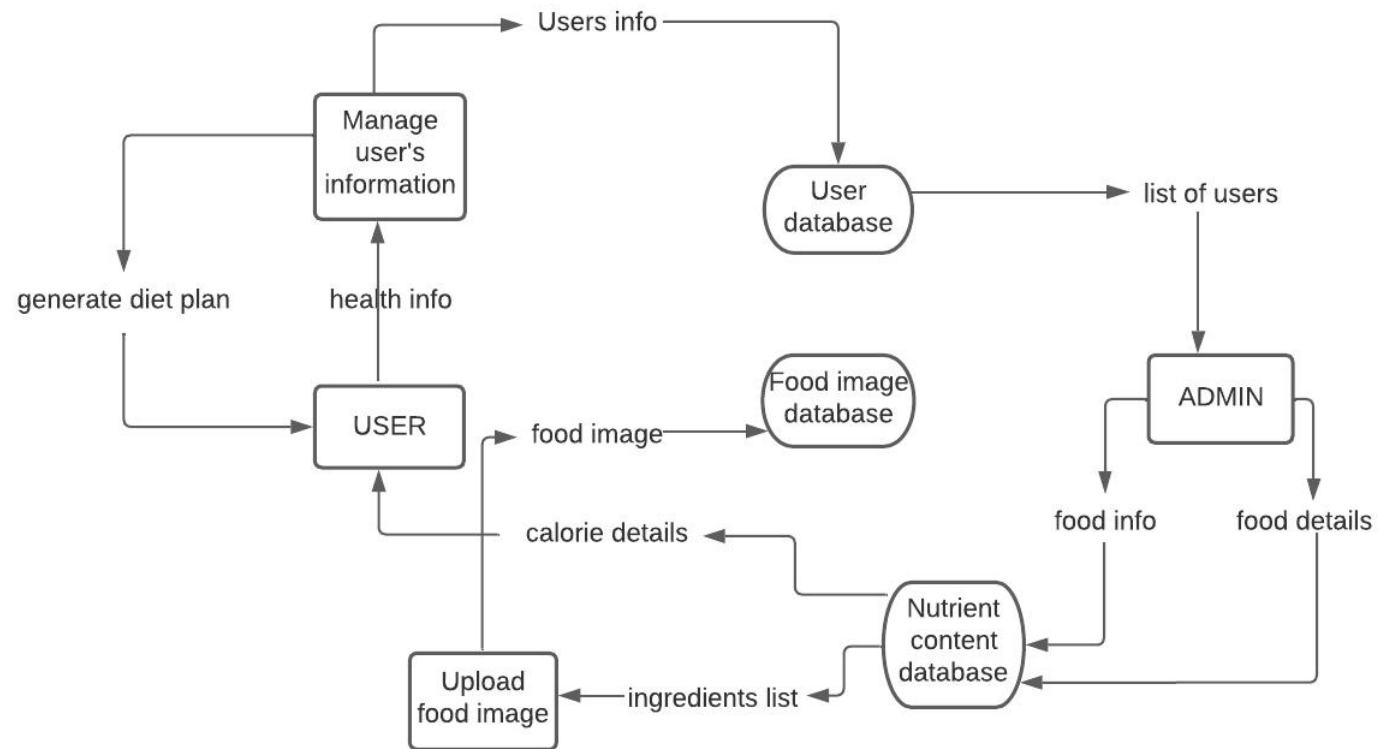 Users info
Manage
user's
information
User
database
list of users
generate diet plan
health info
Food image
database
ADMIN
USER
food image
food info
food details
calorie details
Nutrient
content
database
Upload
food image
ingredients list